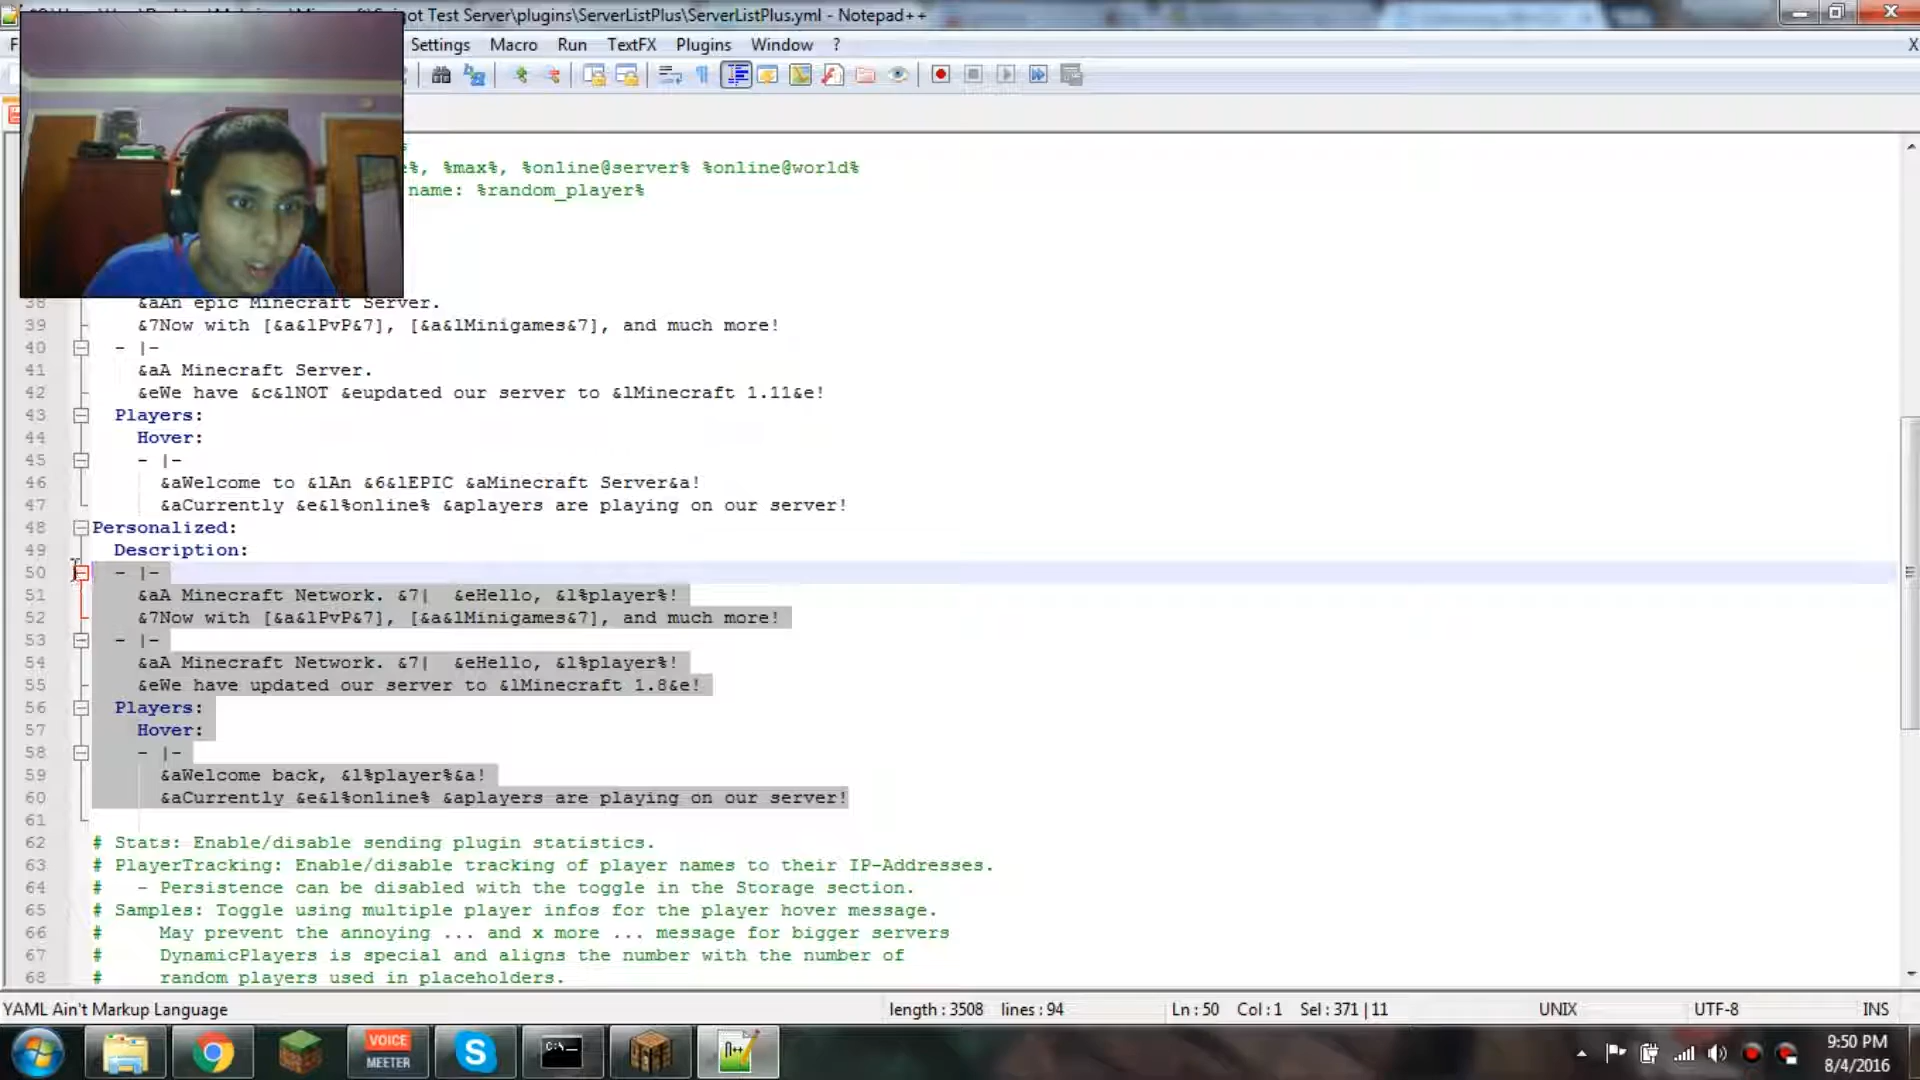 Test Server\plugins\ServerListPlus\ServerListPlus.yml - Notepad++
Settings Macro Run TextFX Plugins Window ?
X
%, %max%, %online@server% %online@world%
name: %random_player%
38 &aAn epic Minecraft Server.
39 &7Now with [&a&lPvP&7], [&a&lMinigames&7], and much more!
40 - |-
41 &aA Minecraft Server.
42 &eWe have &c&lNOT &eupdated our server to &lMinecraft 1.11&e!
43 Players:
44 Hover:
45 - |-
46 &aWelcome to &lAn &6&lEPIC &aMinecraft Server&a!
47 &aCurrently &e&l%online% &aplayers are playing on our server!
48 Personalized:
49 Description:
50 - |-
51 &aA Minecraft Network. &7| &eHello, &l%player%!
52 &7Now with [&a&lPvP&7], [&a&lMinigames&7], and much more!
53 - |-
54 &aA Minecraft Network. &7| &eHello, &l%player%!
55 &eWe have updated our server to &lMinecraft 1.8&e!
56 Players:
57 Hover:
58 - |-
59 &aWelcome back, &l%player%&a!
60 &aCurrently &e&l%online% &aplayers are playing on our server!
61
62 # Stats: Enable/disable sending plugin statistics.
63 # PlayerTracking: Enable/disable tracking of player names to their IP-Addresses.
64 # - Persistence can be disabled with the toggle in the Storage section.
65 # Samples: Toggle using multiple player infos for the player hover message.
66 # May prevent the annoying ... and x more ... message for bigger servers
67 # DynamicPlayers is special and aligns the number with the number of
68 # random players used in placeholders.
YAML Ain't Markup Language length : 3508 lines : 94 Ln : 50 Col : 1 Sel : 371 | 11 UNIX UTF-8 INS
VOICE
MEETER
C:\
9:50 PM
8/4/2016